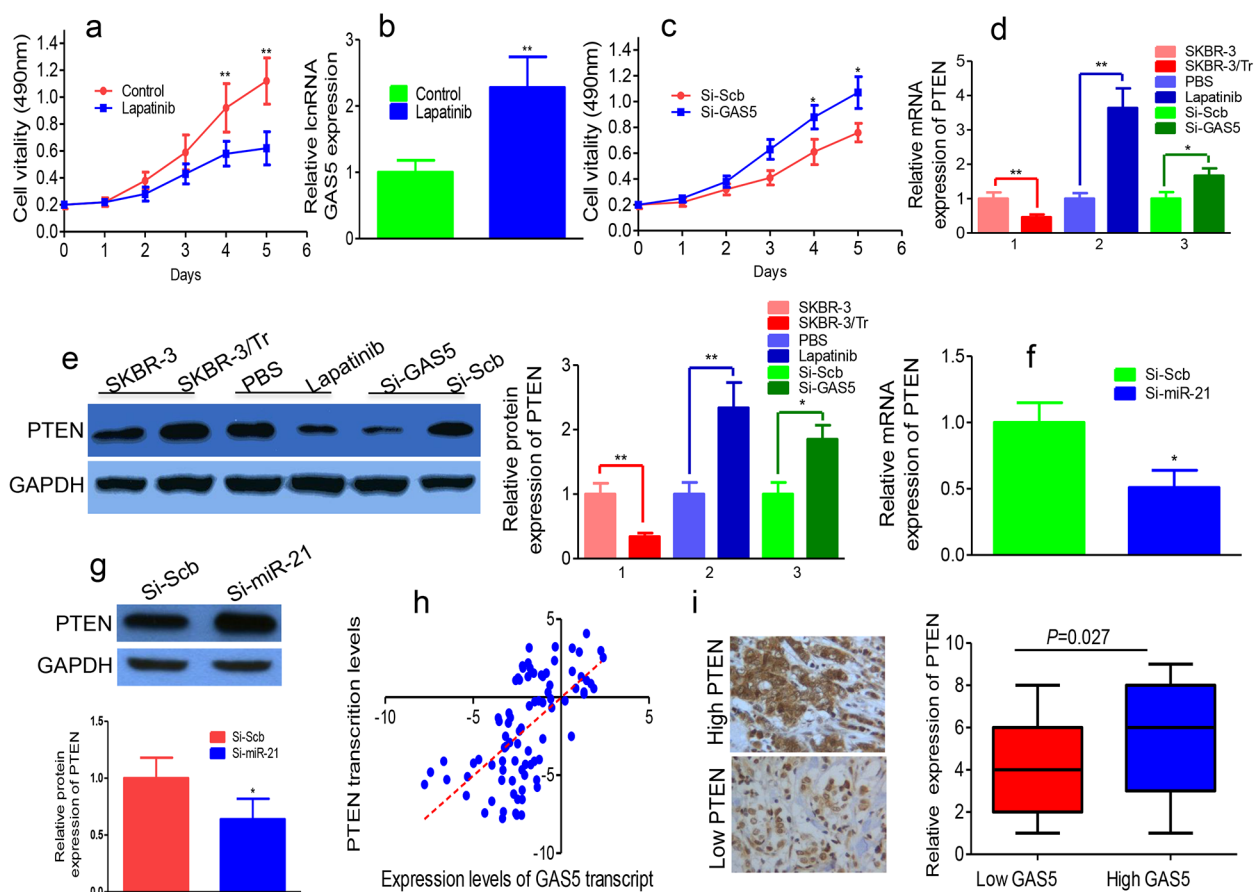 a
Cell vitality (490nm)
1.4
1.2
1.0
0.8
0.6
0.4
0.2
0.0
Control
Lapatinib
**
**
0 1 2 3 4 5 6
Days
b
Relative lcnRNA
GAS5 expression
3
2
1
0
Control
Lapatinib
**
c
Cell vitality (490nm)
1.4
1.2
1.0
0.8
0.6
0.4
0.2
0.0
Si-Scb
Si-GAS5
*
*
0 1 2 3 4 5 6
Days
d
Relative mRNA
expression of PTEN
5
4
3
2
1
0
SKBR-3
SKBR-3/Tr
PBS
Lapatinib
Si-Scb
Si-GAS5
**
**
*
1 2 3
e
SKBR-3
SKBR-3/Tr
PBS
Lapatinib
Si-GAS5
Si-Scb
PTEN
GAPDH
Relative protein
expression of PTEN
3
2
1
0
SKBR-3
SKBR-3/Tr
PBS
Lapatinib
Si-Scb
Si-GAS5
**
**
*
1 2 3
f
Relative mRNA
expression of PTEN
1.5
1.0
0.5
0.0
Si-Scb
Si-miR-21
*
g
Si-Scb
Si-miR-21
PTEN
GAPDH
Relative protein
expression of PTEN
1.5
1.0
0.5
0.0
Si-Scb
Si-miR-21
*
h
PTEN transcrition levels
5
-10
5
-5
-10
Expression levels of GAS5 transcript
i
High PTEN
Low PTEN
Relative expression of PTEN
10
8
6
4
2
0
P=0.027
Low GAS5
High GAS5